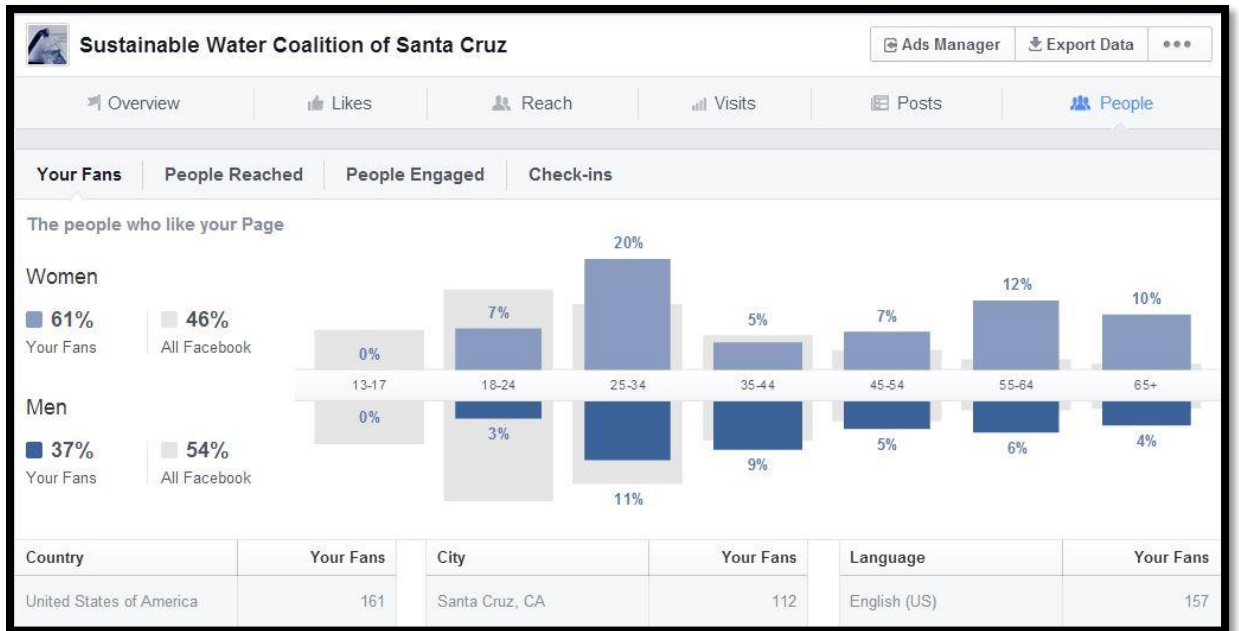 Sustainable Water Coalition of Santa Cruz
Ads Manager Export Data •••
Overview Likes Reach Visits Posts People
Your Fans People Reached People Engaged Check-ins
The people who like your Page
Women
61% 46%
Your Fans All Facebook
0% 7% 20% 5% 7% 12% 10%
13-17 18-24 25-34 35-44 45-54 55-64 65+
0% 3% 11% 9% 5% 6% 4%
Men
37% 54%
Your Fans All Facebook
Country Your Fans City Your Fans Language Your Fans
United States of America 161 Santa Cruz, CA 112 English (US) 157